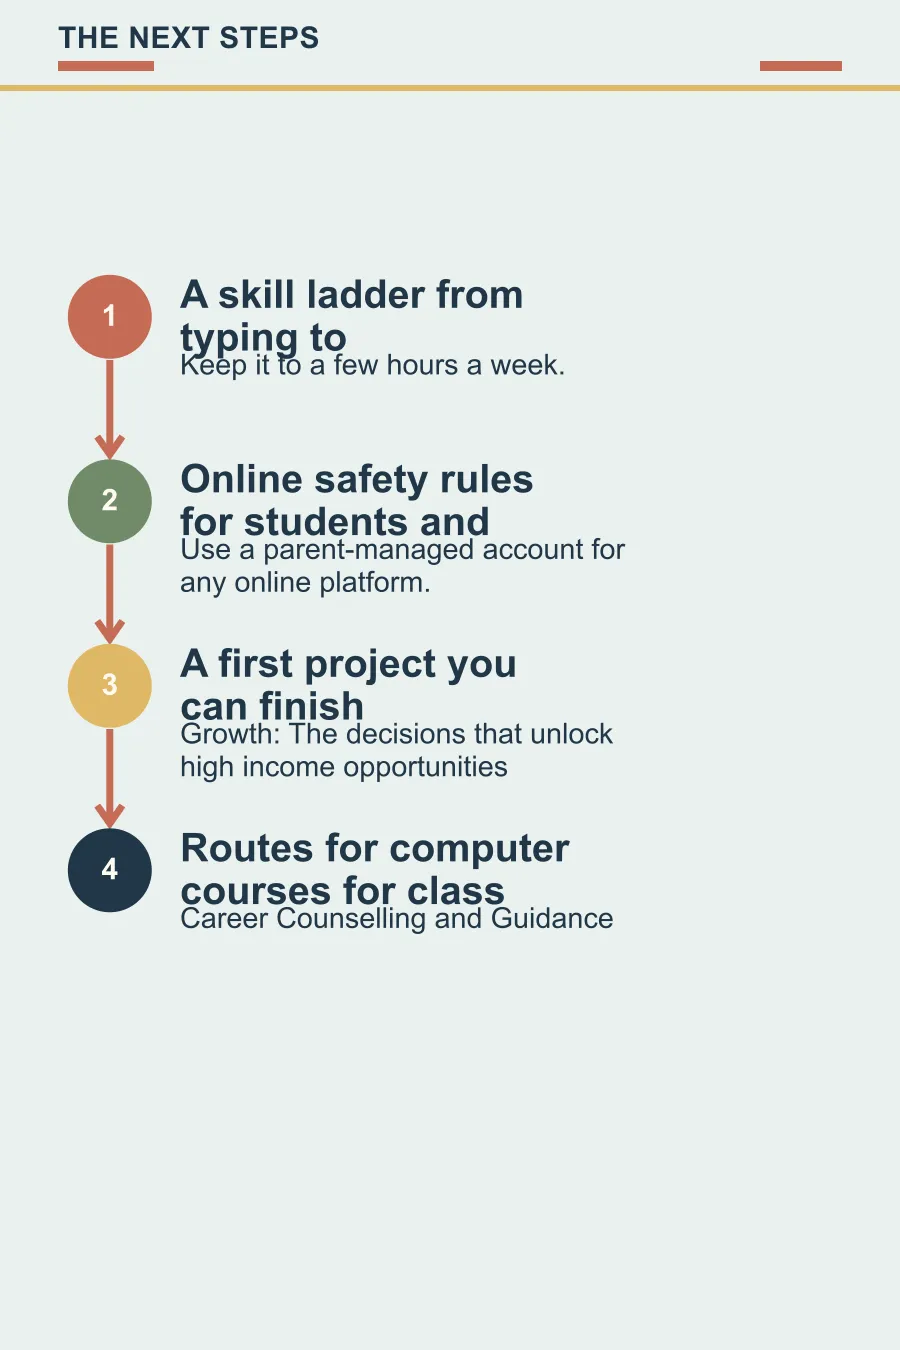 THE NEXT STEPS
1
A skill ladder from
typing to
Keep it to a few hours a week.
2
Online safety rules
for students and
Use a parent-managed account for
any online platform.
3
A first project you
can finish
Growth: The decisions that unlock
high income opportunities
4
Routes for computer
courses for class
Career Counselling and Guidance